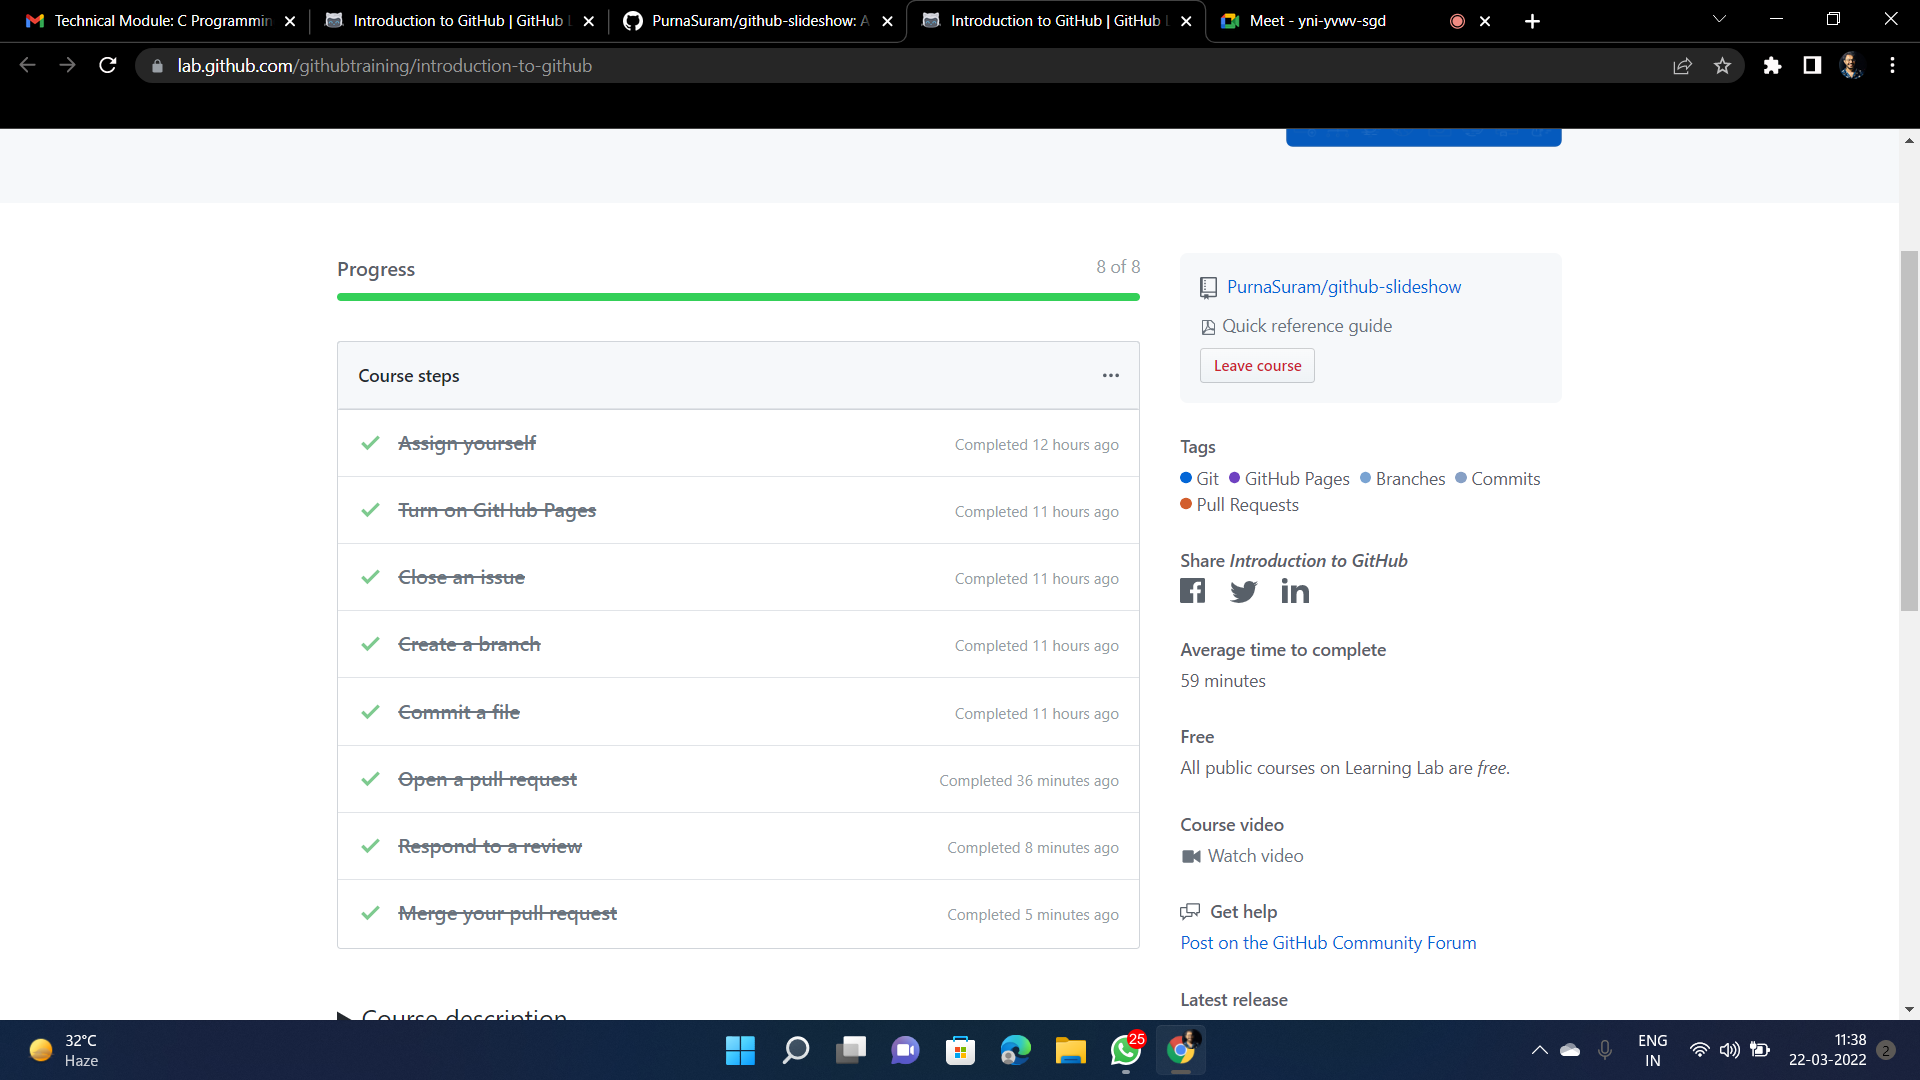 Technical Module: C Programmin
Introduction to GitHub | GitHub L
PurnaSuram/github-slideshow: A
Introduction to GitHub | GitHub L
Meet - yni-yvwv-sgd
lab.github.com/githubtraining/introduction-to-github
Progress
8 of 8
Course steps
Assign yourself
Completed 12 hours ago
Turn on GitHub Pages
Completed 11 hours ago
Close an issue
Completed 11 hours ago
Create a branch
Completed 11 hours ago
Commit a file
Completed 11 hours ago
Open a pull request
Completed 36 minutes ago
Respond to a review
Completed 8 minutes ago
Merge your pull request
Completed 5 minutes ago
Course description
PurnaSuram/github-slideshow
Quick reference guide
Leave course
Tags
Git GitHub Pages Branches Commits
Pull Requests
Share Introduction to GitHub
Average time to complete
59 minutes
Free
All public courses on Learning Lab are free.
Course video
Watch video
Get help
Post on the GitHub Community Forum
Latest release
32°C
Haze
25
ENG
IN
11:38
22-03-2022
2